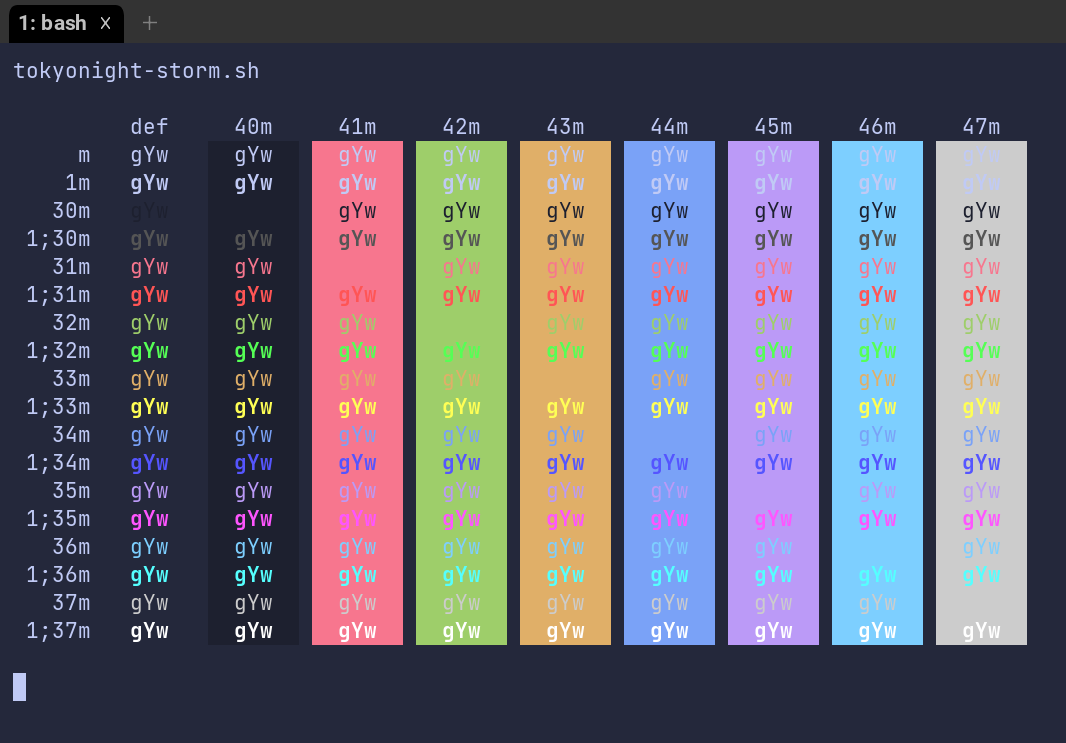 1: bash X +
tokyonight-storm.sh
def 40m 41m 42m 43m 44m 45m 46m 47m
m gYw gYw gYw gYw gYw gYw gYw gYw gYw
1m gYw gYw gYw gYw gYw gYw gYw gYw gYw
30m gYw gYw gYw gYw gYw gYw gYw gYw
1;30m gYw gYw gYw gYw gYw gYw gYw gYw gYw
31m gYw gYw gYw gYw gYw gYw gYw gYw
1;31m gYw gYw gYw gYw gYw gYw gYw gYw gYw
32m gYw gYw gYw gYw gYw gYw gYw gYw
1;32m gYw gYw gYw gYw gYw gYw gYw gYw gYw
33m gYw gYw gYw gYw gYw gYw gYw gYw
1;33m gYw gYw gYw gYw gYw gYw gYw gYw gYw
34m gYw gYw gYw gYw gYw gYw gYw gYw
1;34m gYw gYw gYw gYw gYw gYw gYw gYw gYw
35m gYw gYw gYw gYw gYw gYw gYw gYw
1;35m gYw gYw gYw gYw gYw gYw gYw gYw gYw
36m gYw gYw gYw gYw gYw gYw gYw gYw
1;36m gYw gYw gYw gYw gYw gYw gYw gYw gYw
37m gYw gYw gYw gYw gYw gYw gYw gYw
1;37m gYw gYw gYw gYw gYw gYw gYw gYw gYw